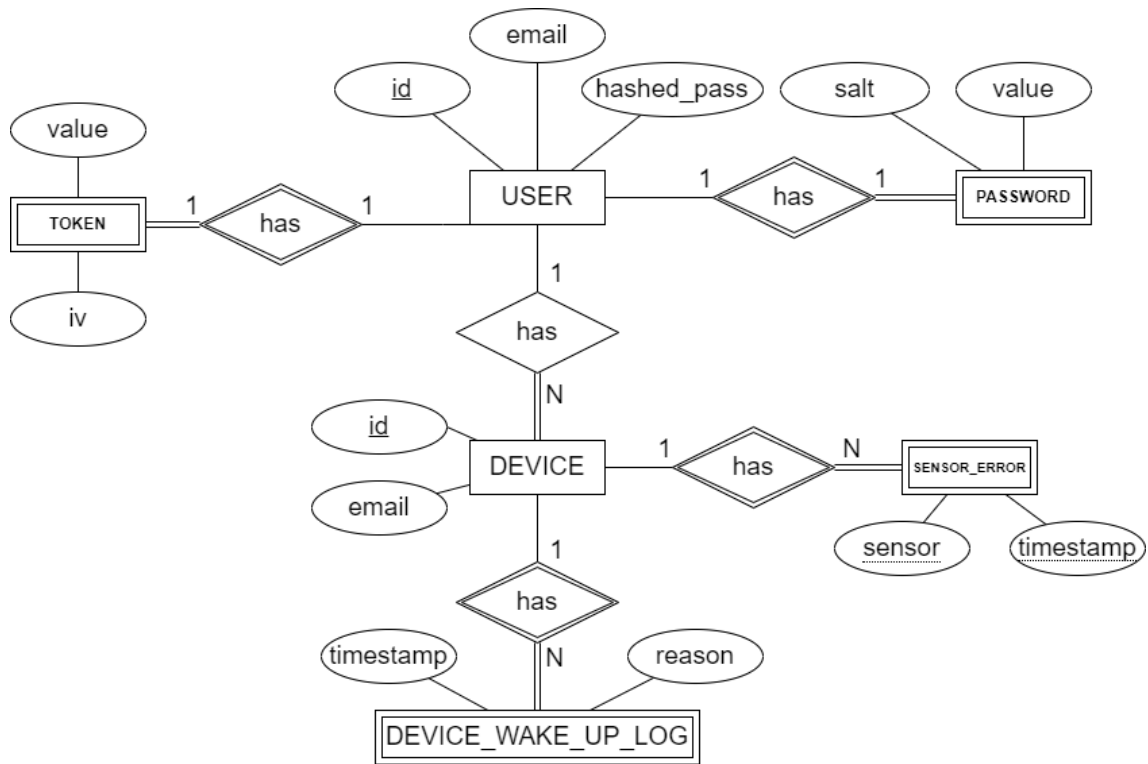 email
id
hashed_pass
salt
value
value
TOKEN
1
has
1
USER
1
has
1
PASSWORD
iv
1
has
N
id
DEVICE
1
has
N
SENSOR_ERROR
email
sensor
timestamp
1
has
N
timestamp
reason
DEVICE_WAKE_UP_LOG